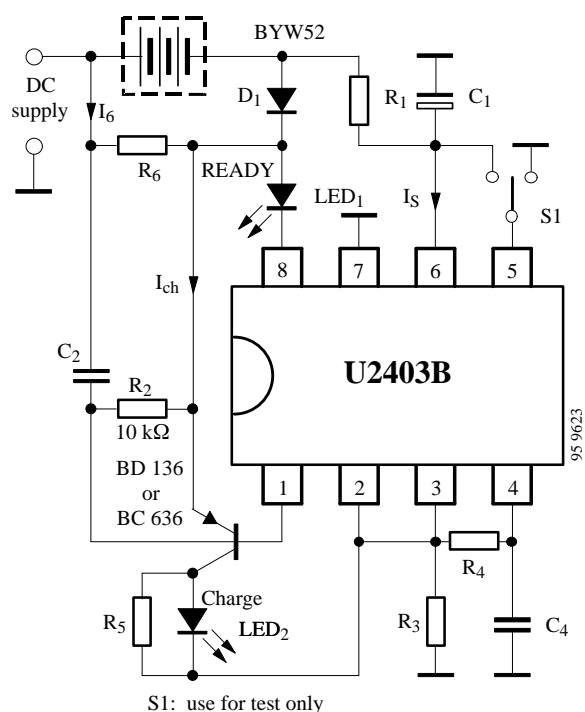 BYW52
DC
supply
I6
D1
R1
C1
R6
READY
LED1
IS
S1
8
7
6
5
Ich
C2
U2403B
R2
10 kΩ
95 9623
BD 136
or
BC 636
1
2
3
4
R4
R5
Charge
LED2
R3
C4
S1: use for test only